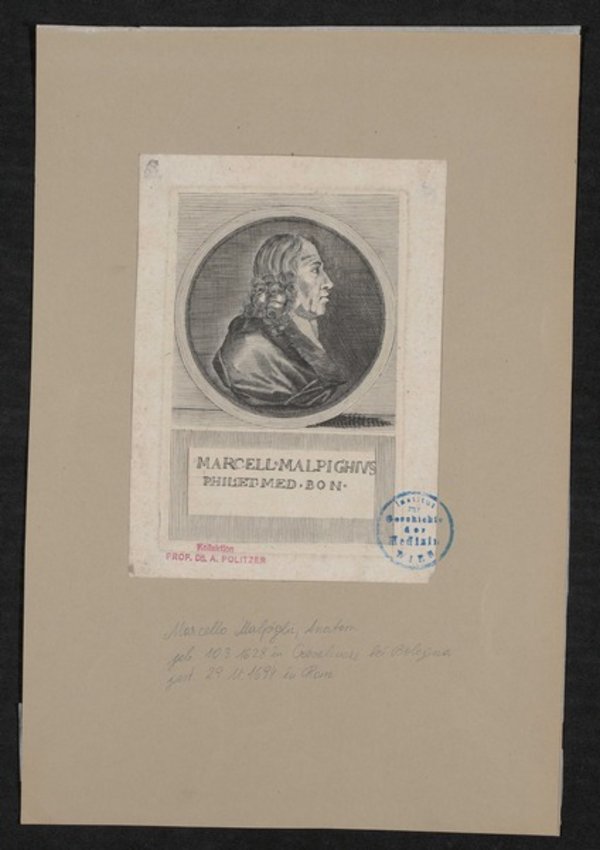 MARCELL·MALPIGHIVS
PHIL·ET·MED·BON·
Kollektion
PROF. DR. A. POLITZER
Institut
für
Geschichte
der
Medizin
WIEN
Marcello Malpighi, Anatom
geb. 10.3.1628 in bei Bologna
gest. 29.11.1694 in Rom